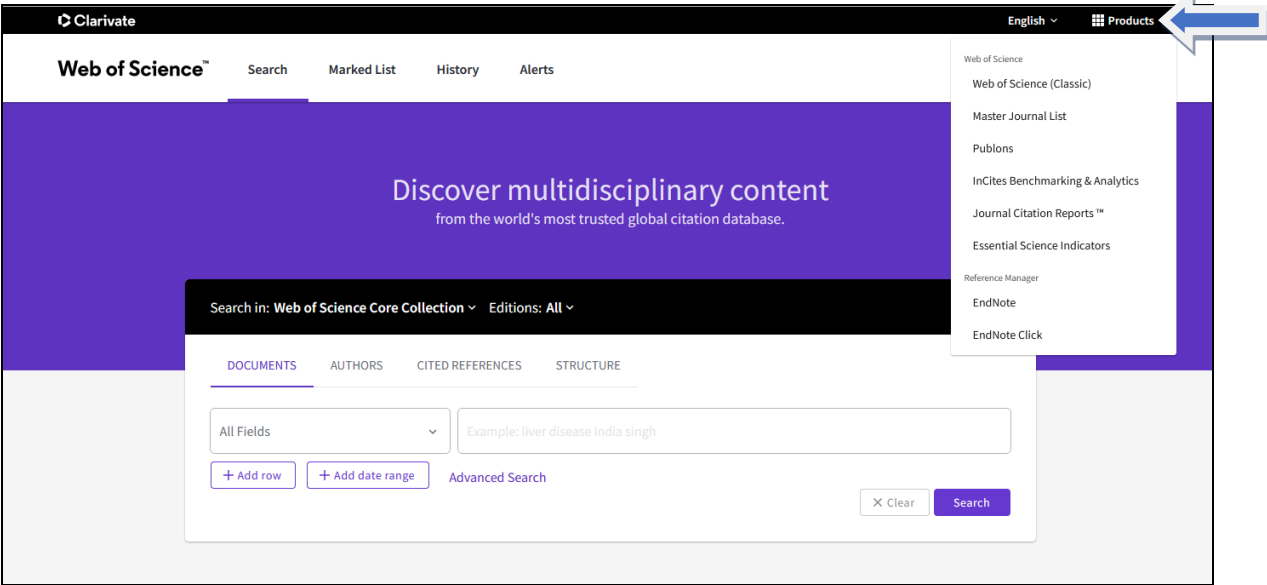 Clarivate
English
Products
Web of Science™
Search
Marked List
History
Alerts
Web of Science
Web of Science (Classic)
Master Journal List
Publons
InCites Benchmarking & Analytics
Journal Citation Reports ™
Essential Science Indicators
Reference Manager
EndNote
EndNote Click
Discover multidisciplinary content
from the world's most trusted global citation database.
Search in: Web of Science Core Collection Editions: All
DOCUMENTS AUTHORS CITED REFERENCES STRUCTURE
All Fields
Example: liver disease india singh
+ Add row
+ Add date range
Advanced Search
× Clear
Search